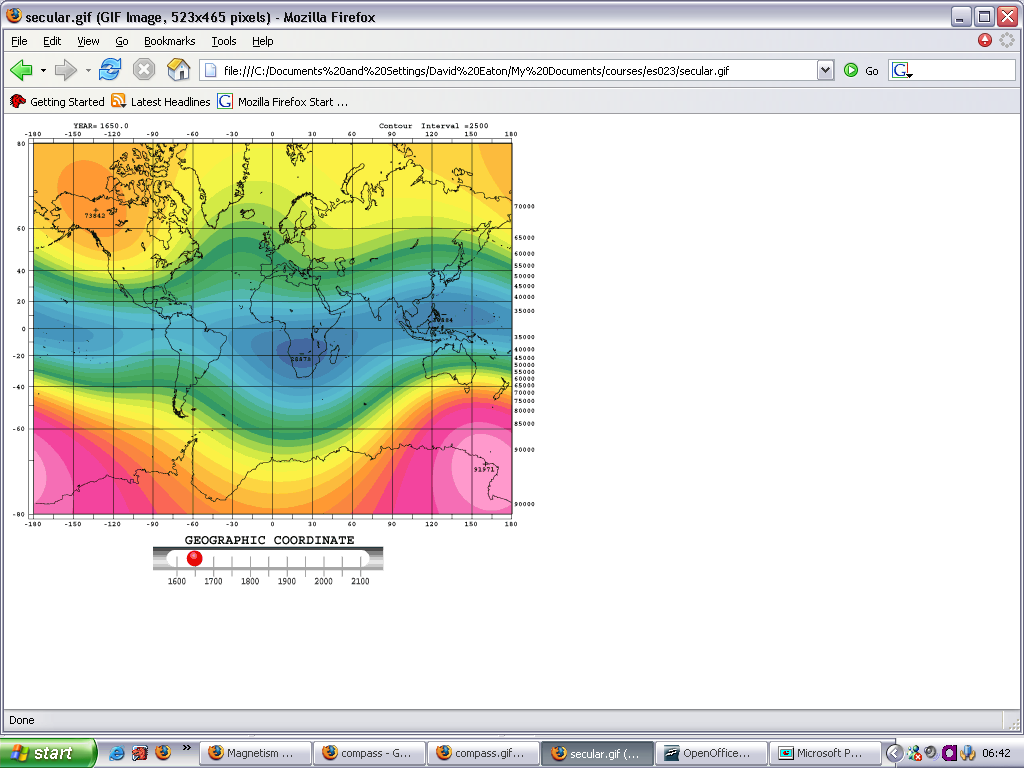 secular.gif (GIF Image, 523x465 pixels) - Mozilla Firefox
File Edit View Go Bookmarks Tools Help
file:///C:/Documents%20and%20Settings/David%20Eaton/My%20Documents/courses/es023/secular.gif Go G
Getting Started Latest Headlines G Mozilla Firefox Start ...
YEAR= 1650.0 Contour Interval =2500
-180 -150 -120 -90 -60 -30 0 30 60 90 120 150 180
80
70000
73842
60
65000
60000
55000
40
50000
45000
40000
20
35000
0
35000
40000
-20
45000
50000
55000
60000
-40
65000
70000
75000
80000
85000
-60
90000
91971
90000
-80
-180 -150 -120 -90 -60 -30 0 30 60 90 120 150 180
GEOGRAPHIC COORDINATE
1600 1700 1800 1900 2000 2100
Done
start » Magnetism ... compass - G... compass.gif... secular.gif (... OpenOffice... Microsoft P... 06:42